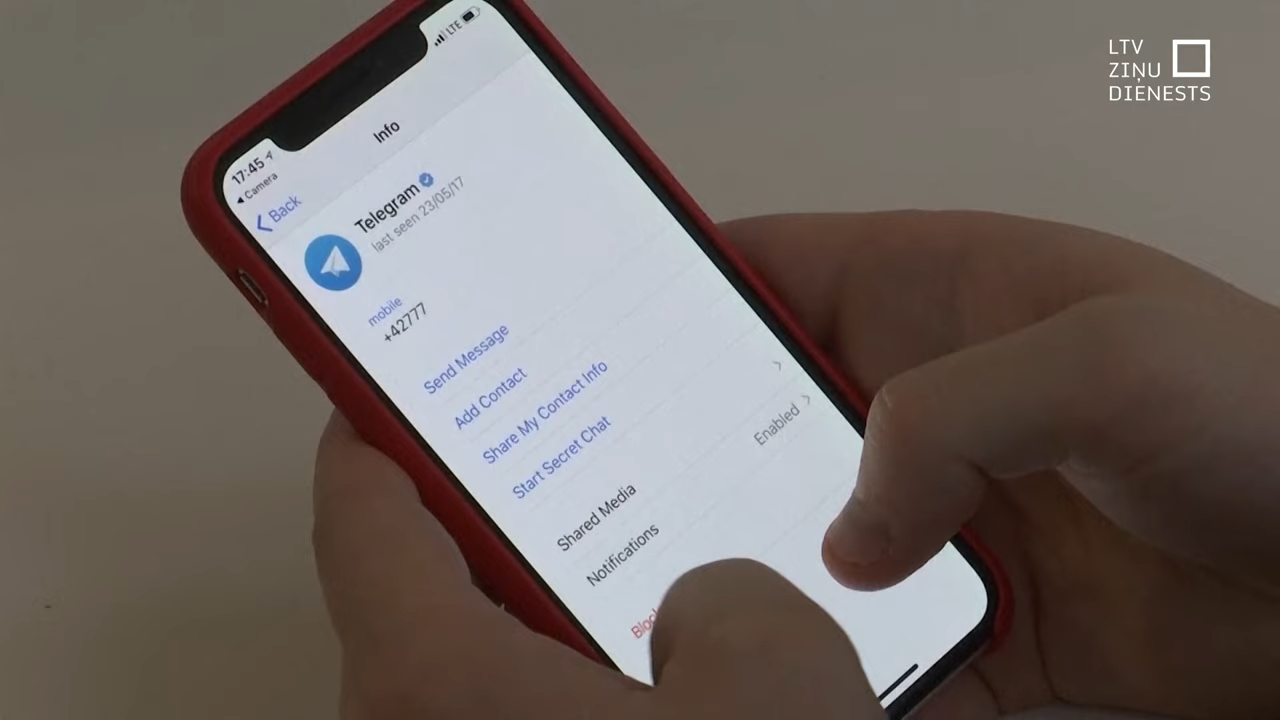 LTV
ZIŅU
DIENESTS
LTE
17:45
Camera
Info
Back
Telegram
last seen 23/05/17
mobile
+42777
Send Message
Add Contact
Share My Contact Info
Start Secret Chat
Shared Media
Notifications Enabled